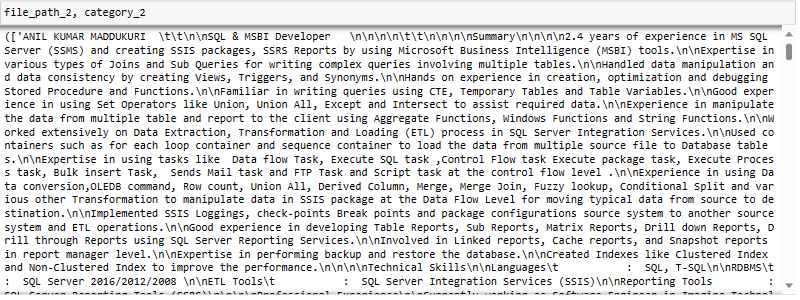 file_path_2, category_2
(['ANIL KUMAR MADDUKURI  \t\t\n\nSQL & MSBI Developer   \n\n\n\n\t\t\n\n\n\nSummary\n\n\n\n2.4 years of experience in MS SQL
Server (SSMS) and creating SSIS packages, SSRS Reports by using Microsoft Business Intelligence (MSBI) tools.\n\nExpertise in
various types of Joins and Sub Queries for writing complex queries involving multiple tables.\n\nHandled data manipulation an
d data consistency by creating Views, Triggers, and Synonyms.\n\nHands on experience in creation, optimization and debugging
Stored Procedure and Functions.\n\nFamiliar in writing queries using CTE, Temporary Tables and Table Variables.\n\nGood exper
ience in using Set Operators like Union, Union All, Except and Intersect to assist required data.\n\nExperience in manipulate
the data from multiple table and report to the client using Aggregate Functions, Windows Functions and String Functions.\n\nW
orked extensively on Data Extraction, Transformation and Loading (ETL) process in SQL Server Integration Services.\n\nUsed co
ntainers such as for each loop container and sequence container to load the data from multiple source file to Database table
s.\n\nExpertise in using tasks like  Data flow Task, Execute SQL task ,Control Flow task Execute package task, Execute Proces
s task, Bulk insert Task,  Sends Mail task and FTP Task and Script task at the control flow level .\n\nExperience in using Da
ta conversion,OLEDB command, Row count, Union All, Derived Column, Merge, Merge Join, Fuzzy lookup, Conditional Split and var
ious other Transformation to manipulate data in SSIS package at the Data Flow Level for moving typical data from source to de
stination.\n\nImplemented SSIS Loggings, check-points Break points and package configurations source system to another source
system and ETL operations.\n\nGood experience in developing Table Reports, Sub Reports, Matrix Reports, Drill down Reports, D
rill through Reports using SQL Server Reporting Services.\n\nInvolved in Linked reports, Cache reports, and Snapshot reports
in report manager level.\n\nExpertise in performing backup and restore the database.\n\nCreated Indexes like Clustered Index
and Non-Clustered Index to improve the performance.\n\n\n\nTechnical Skills\n\nLanguages\t          :  SQL, T-SQL\n\nRDBMS\t
:  SQL Server 2016/2012/2008 \n\nETL Tools\t          :  SQL Server Integration Services (SSIS)\n\nReporting Tools      :